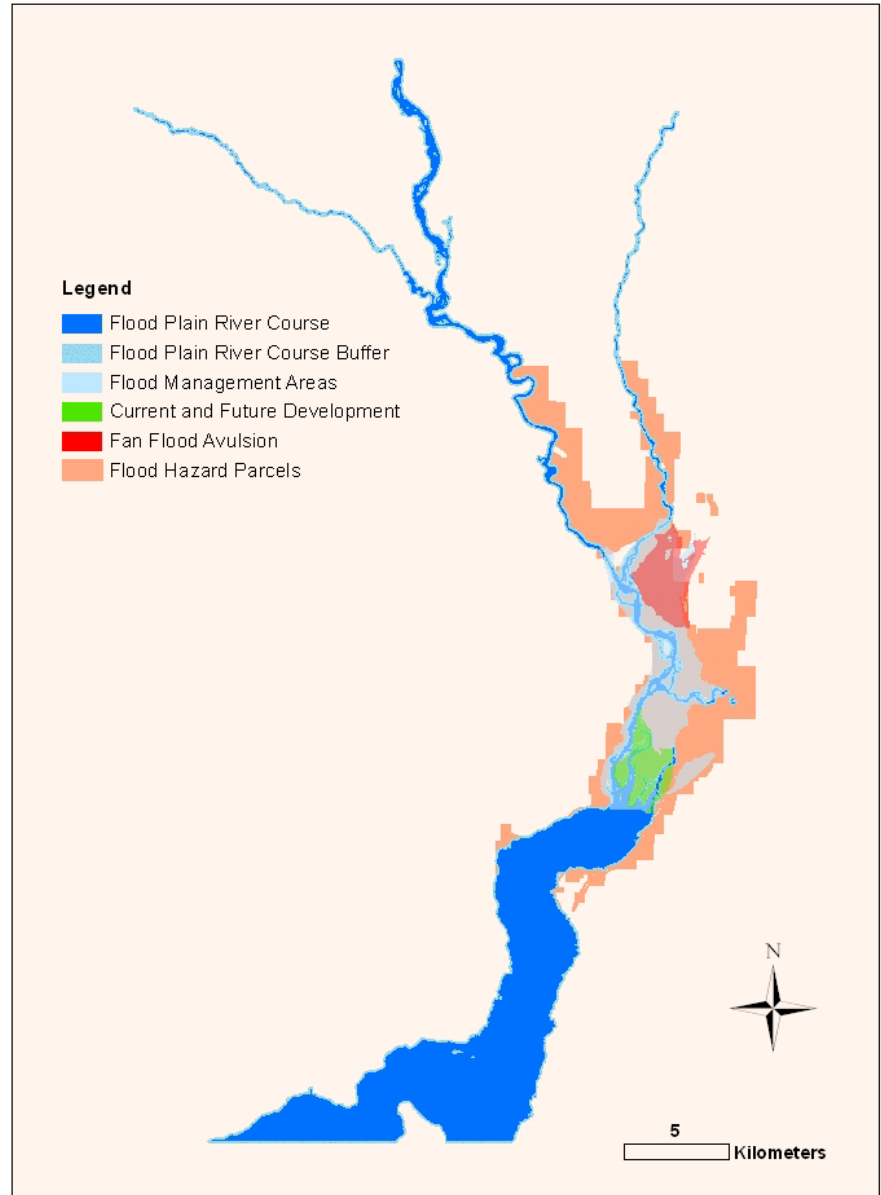 Legend
Flood Plain River Course
Flood Plain River Course Buffer
Flood Management Areas
Current and Future Development
Fan Flood Avulsion
Flood Hazard Parcels
N
5
Kilometers